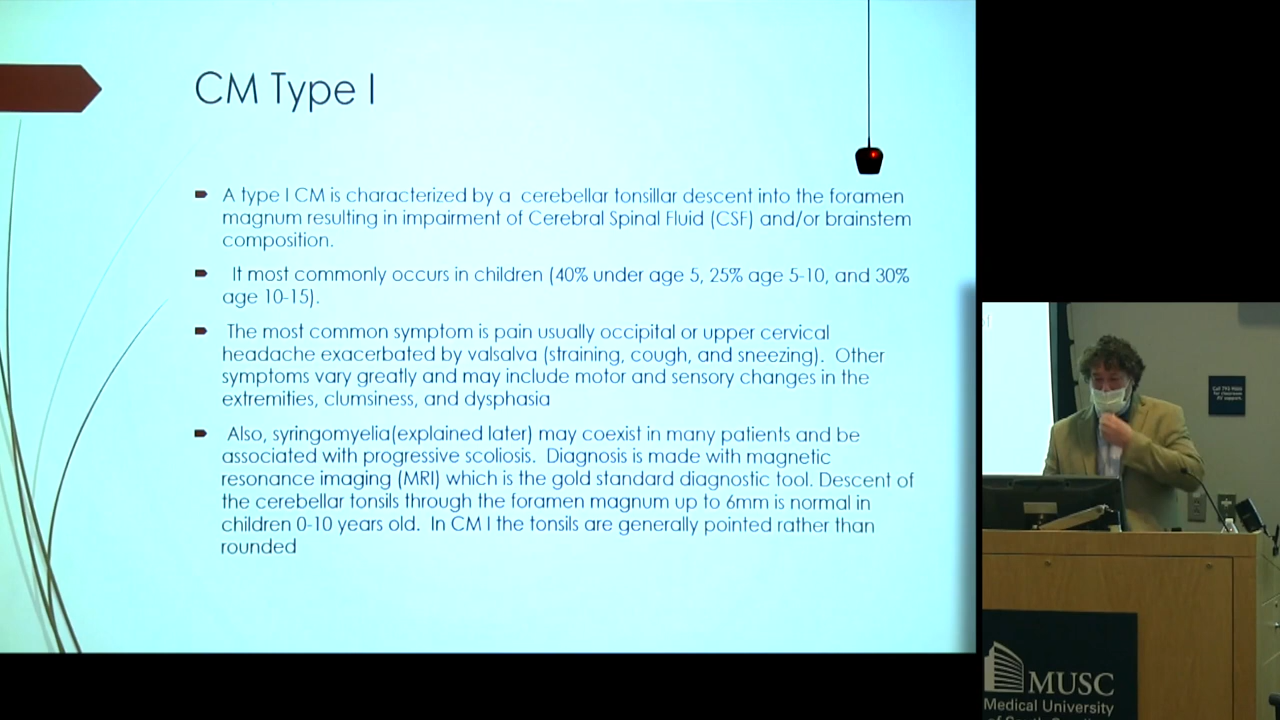 CM Type I
A type I CM is characterized by a cerebellar tonsillar descent into the foramen
magnum resulting in impairment of Cerebral Spinal Fluid (CSF) and/or brainstem
composition.
It most commonly occurs in children (40% under age 5, 25% age 5-10, and 30%
age 10-15).
The most common symptom is pain usually occipital or upper cervical
headache exacerbated by valsalva (straining, cough, and sneezing). Other
symptoms vary greatly and may include motor and sensory changes in the
extremities, clumsiness, and dysphasia
Also, syringomyelia(explained later) may coexist in many patients and be
associated with progressive scoliosis. Diagnosis is made with magnetic
resonance imaging (MRI) which is the gold standard diagnostic tool. Descent of
the cerebellar tonsils through the foramen magnum up to 6mm is normal in
children 0-10 years old. In CM I the tonsils are generally pointed rather than
rounded
MUSC
Medical University